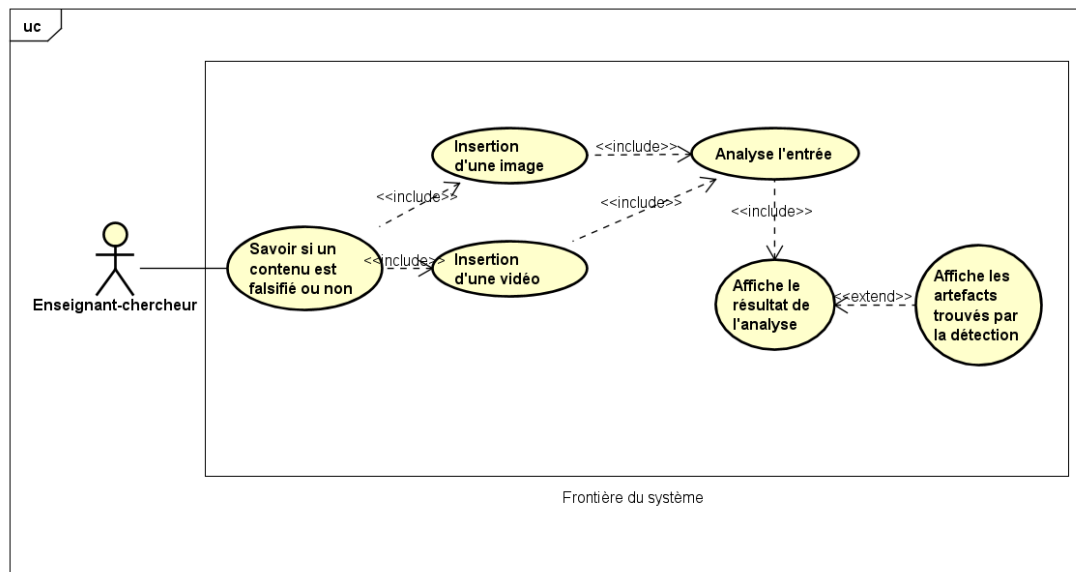 uc
Insertion
d'une image
<<include>>
Analyse l'entrée
<<include>>
<<include>>
<<include>>
Savoir si un
contenu est
falsifié ou non
<<include>>
Insertion
d'une vidéo
Enseignant-chercheur
Affiche le
résultat de
l'analyse
<<extend>>
Affiche les
artefacts
trouvés par
la détection
Frontière du système